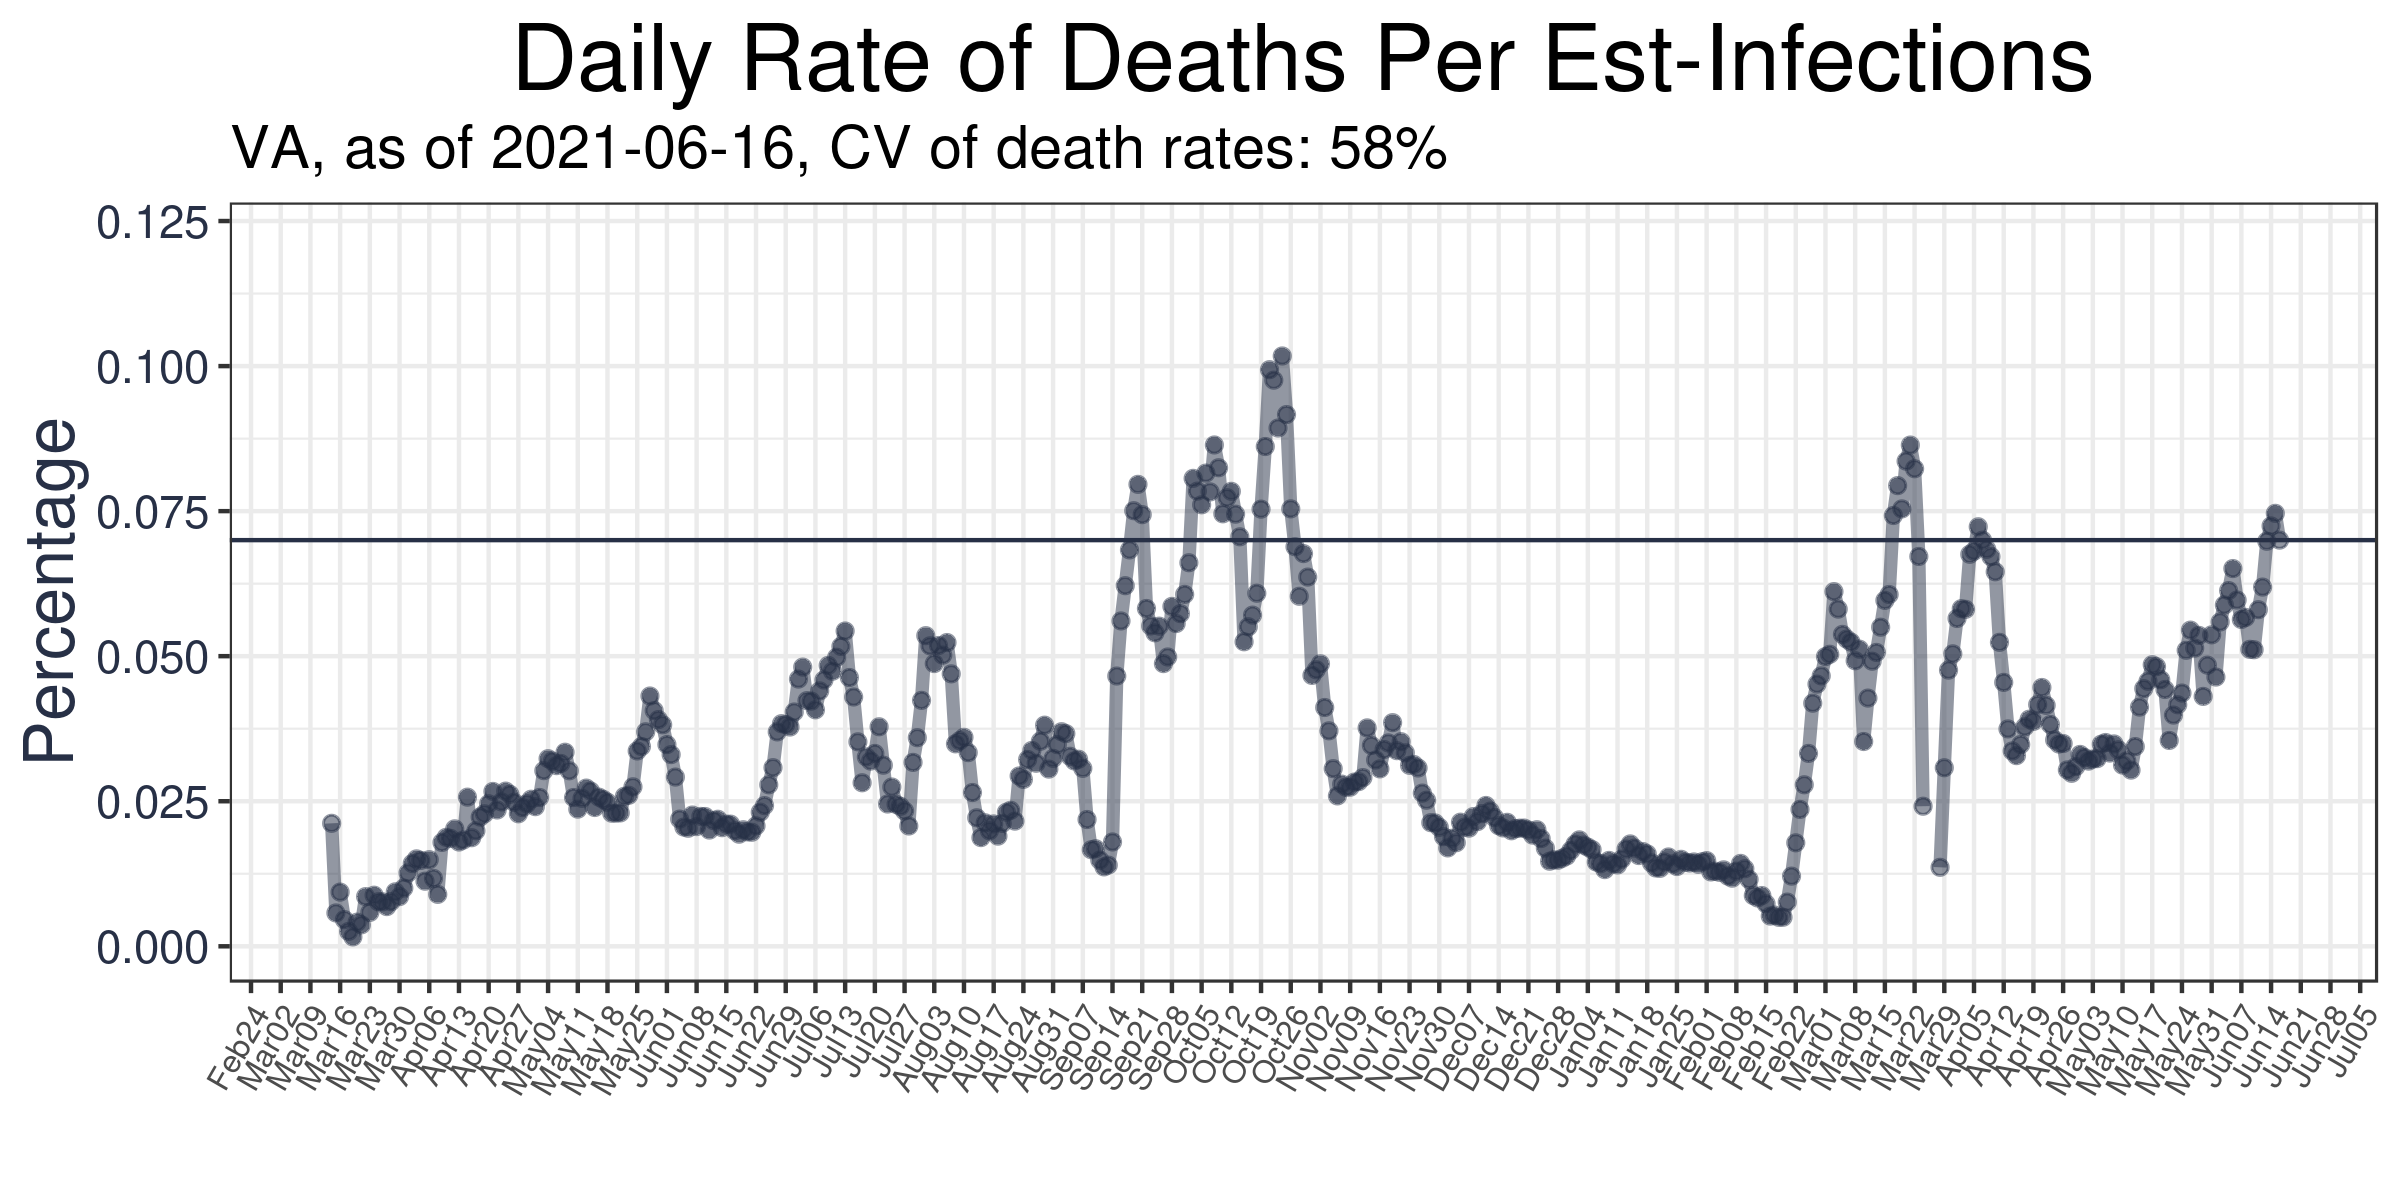 Daily Rate of Deaths Per Est-Infections
VA, as of 2021-06-16, CV of death rates: 58%
Percentage
0.125
0.100
0.075
0.050
0.025
0.000
Feb24
Mar02
Mar09
Mar16
Mar23
Mar30
Apr06
Apr13
Apr20
Apr27
May04
May11
May18
May25
Jun01
Jun08
Jun15
Jun22
Jun29
Jul06
Jul13
Jul20
Jul27
Aug03
Aug10
Aug17
Aug24
Aug31
Sep07
Sep14
Sep21
Sep28
Oct05
Oct12
Oct19
Oct26
Nov02
Nov09
Nov16
Nov23
Nov30
Dec07
Dec14
Dec21
Dec28
Jan04
Jan11
Jan18
Jan25
Feb01
Feb08
Feb15
Feb22
Mar01
Mar08
Mar15
Mar22
Mar29
Apr05
Apr12
Apr19
Apr26
May03
May10
May17
May24
May31
Jun07
Jun14
Jun21
Jun28
Jul05